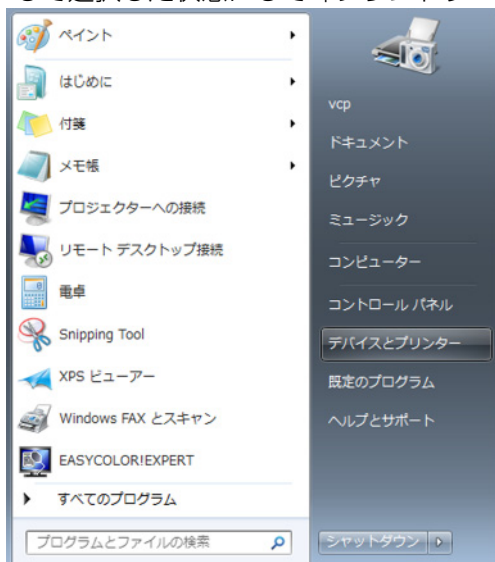 ペイント
はじめに
付箋
メモ帳
プロジェクターへの接続
リモート デスクトップ接続
電卓
Snipping Tool
XPS ビューアー
Windows FAX とスキャン
EASYCOLOR!EXPERT
すべてのプログラム
プログラムとファイルの検索
vcp
ドキュメント
ピクチャ
ミュージック
コンピューター
コントロール パネル
デバイスとプリンター
既定のプログラム
ヘルプとサポート
シャットダウン